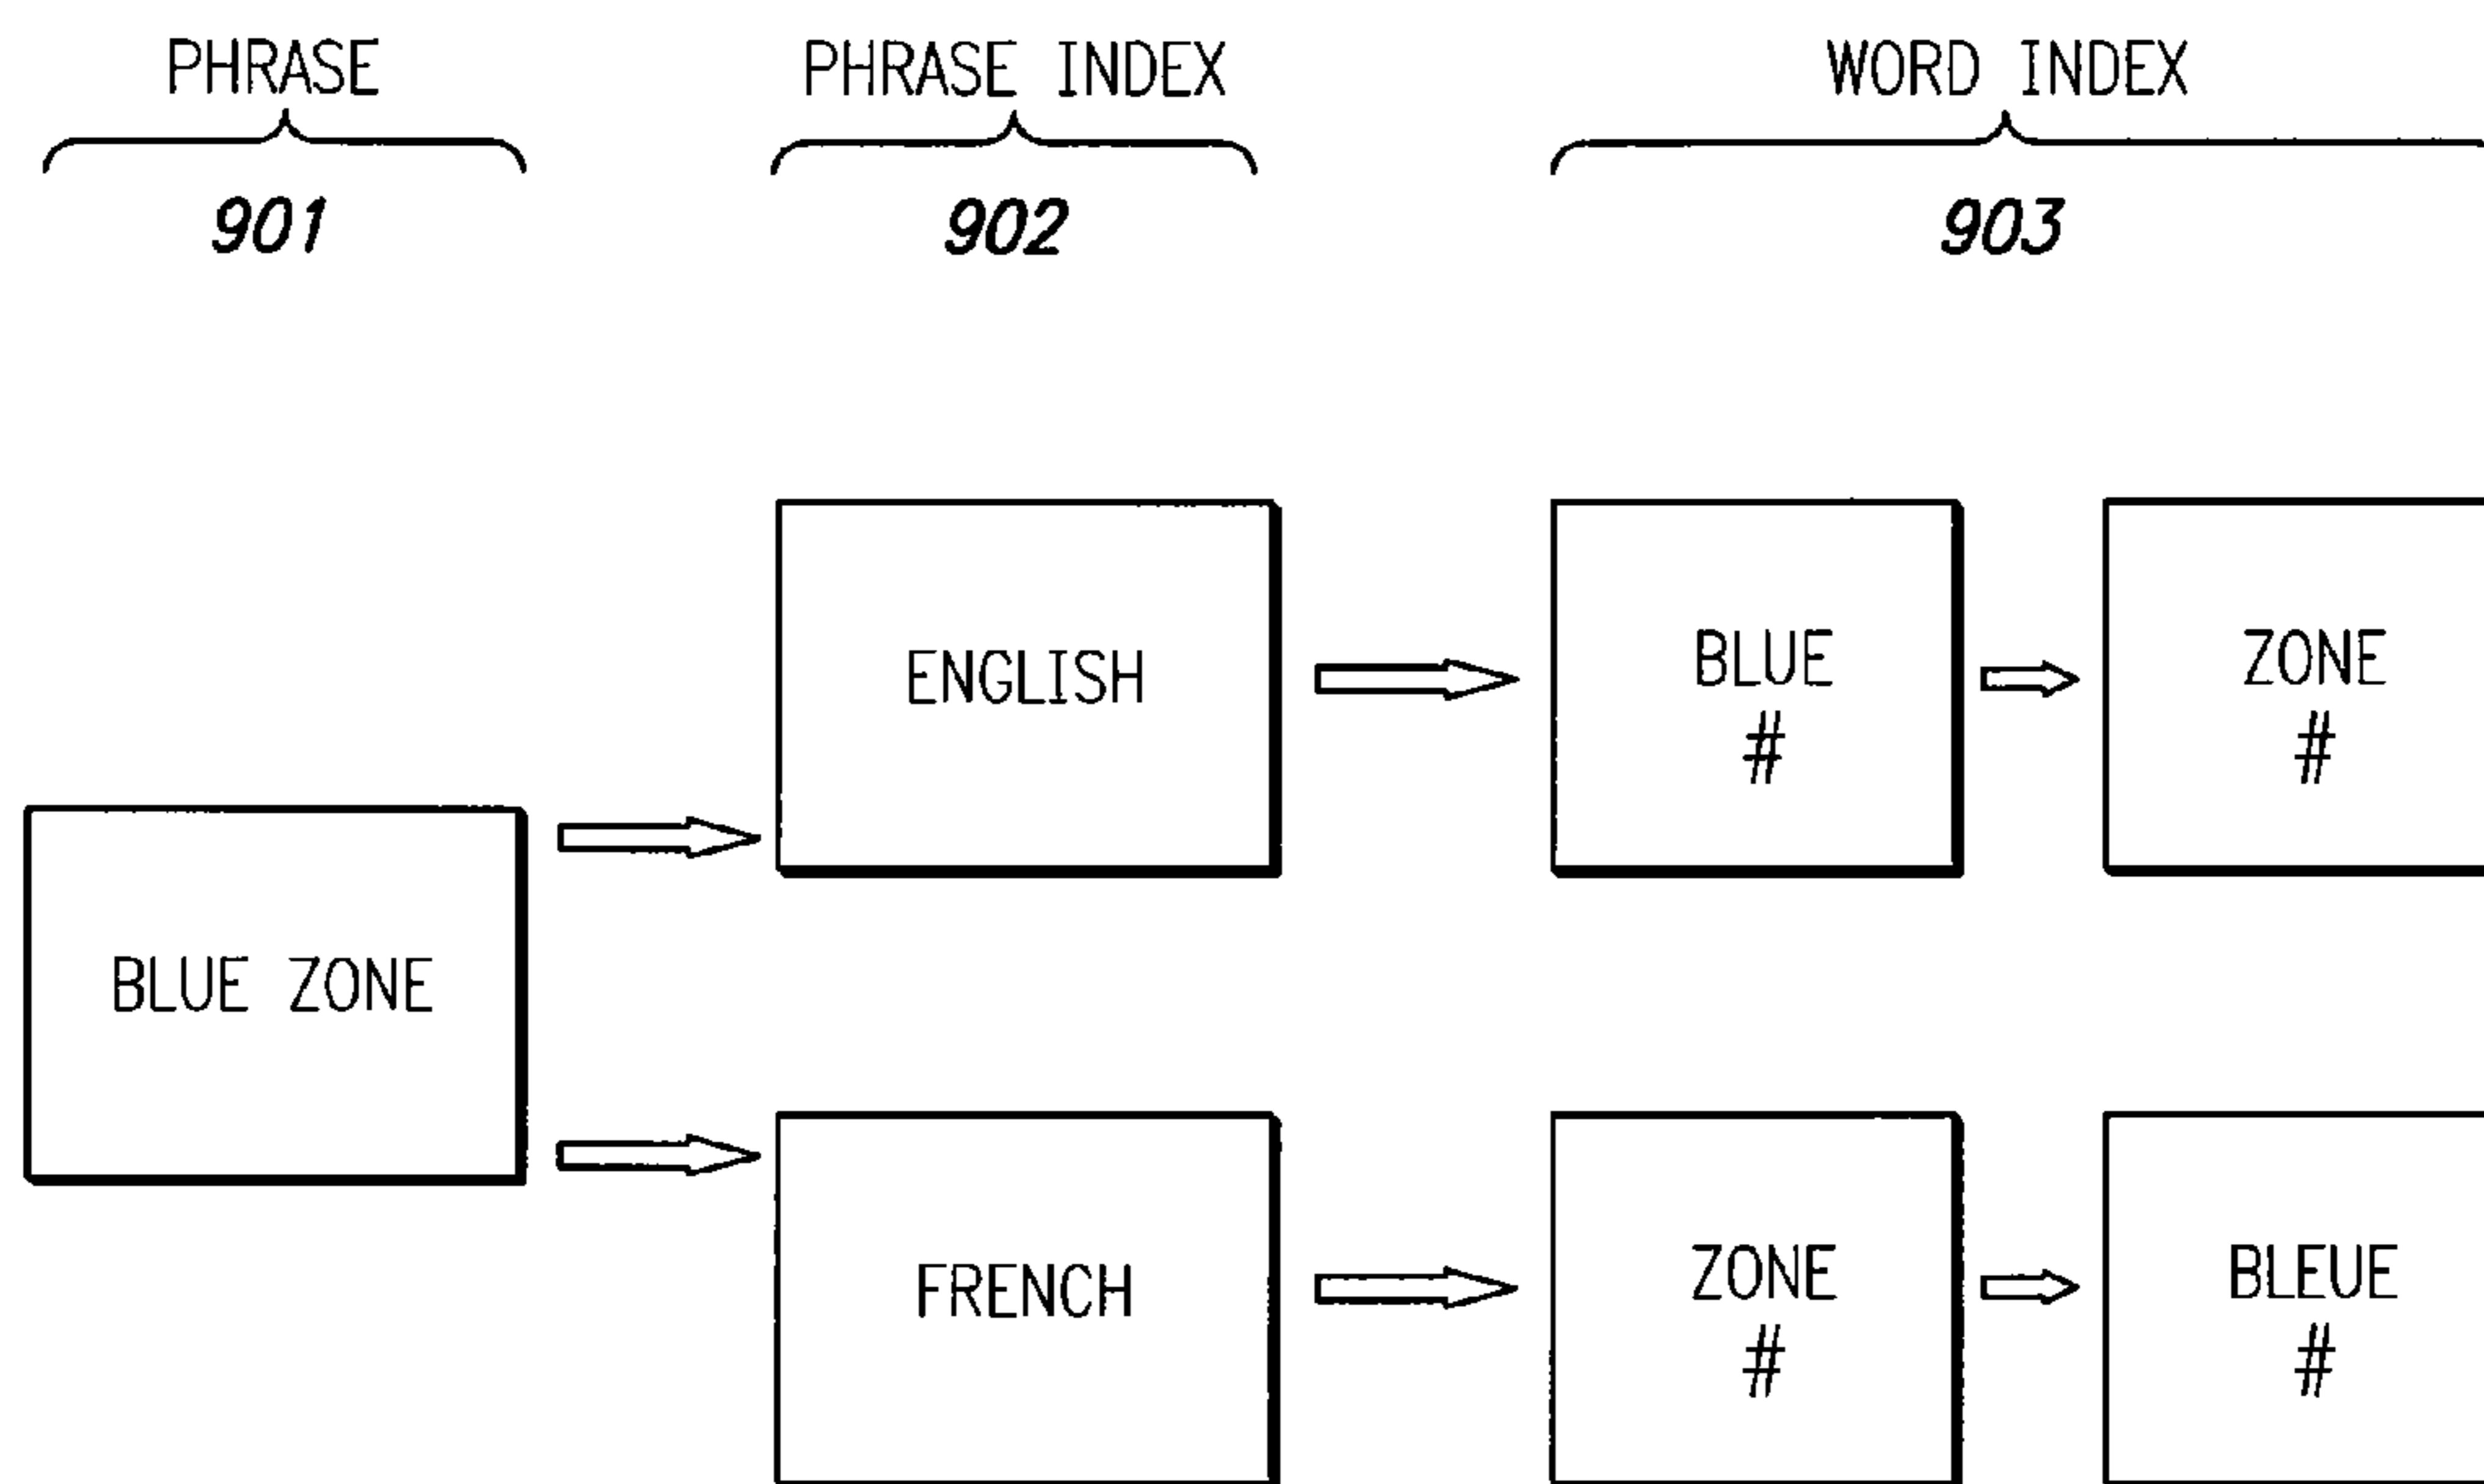 PHRASE PHRASE INDEX WORD INDEX
901 902 903
ENGLISH
BLUE
#
ZONE
#
BLUE ZONE
FRENCH
ZONE
#
BLEUE
#